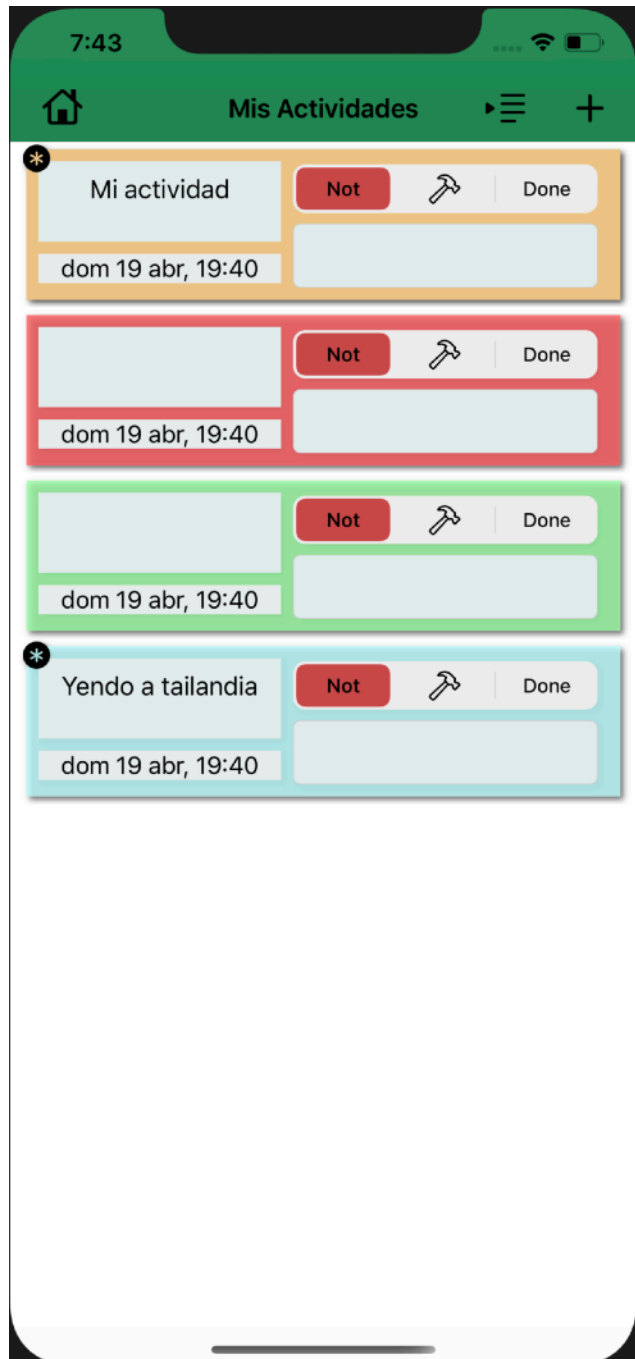 7:43
Mis Actividades
Mi actividad
Not
Done
dom 19 abr, 19:40
Not
Done
dom 19 abr, 19:40
Not
Done
dom 19 abr, 19:40
Yendo a tailandia
Not
Done
dom 19 abr, 19:40